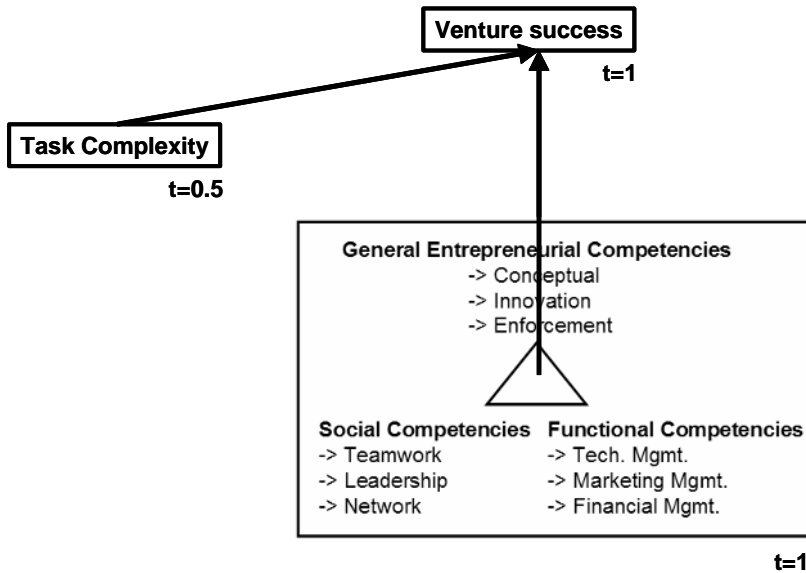 Venture success
t=1
Task Complexity
t=0.5
General Entrepreneurial Competencies
-> Conceptual
-> Innovation
-> Enforcement
Social Competencies
-> Teamwork
-> Leadership
-> Network
Functional Competencies
-> Tech. Mgmt.
-> Marketing Mgmt.
-> Financial Mgmt.
t=1